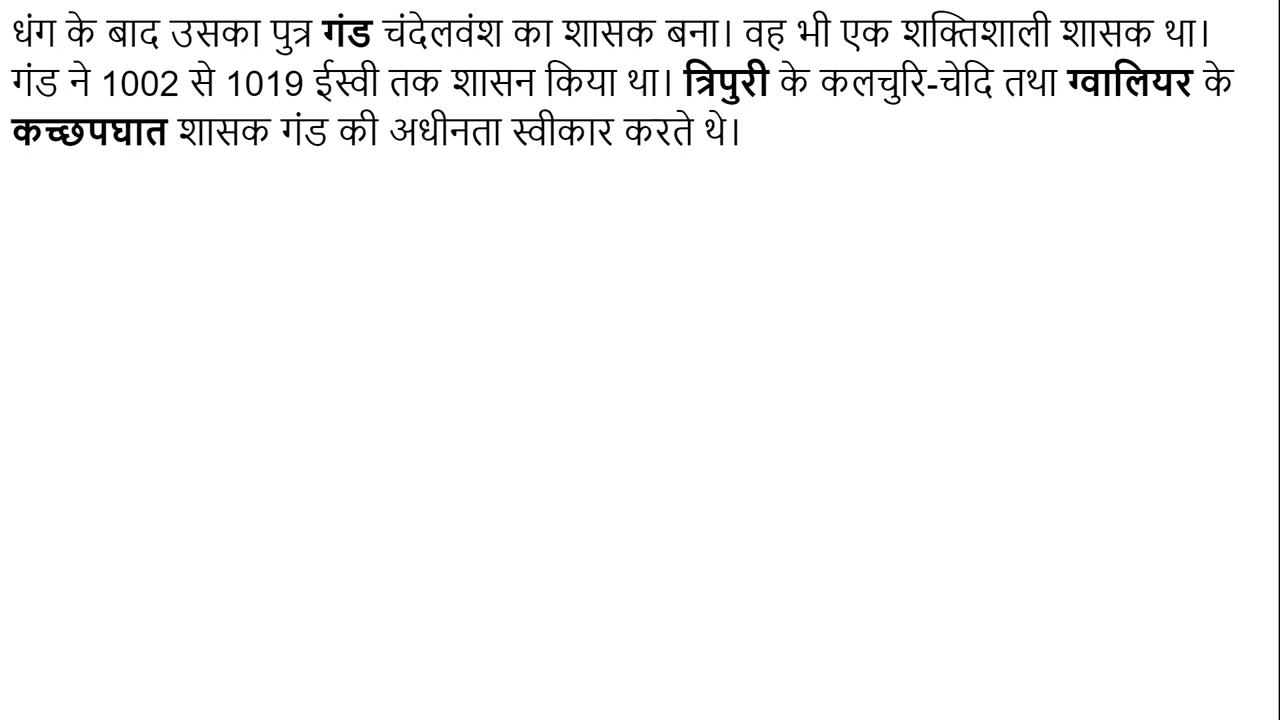 धंग के बाद उसका पुत्र गंड चंदेलवंश का शासक बना। वह भी एक शक्तिशाली शासक था।
गंड ने 1002 से 1019 ईस्वी तक शासन किया था। त्रिपुरी के कलचुरि-चेदि तथा ग्वालियर के
कच्छपघात शासक गंड की अधीनता स्वीकार करते थे।